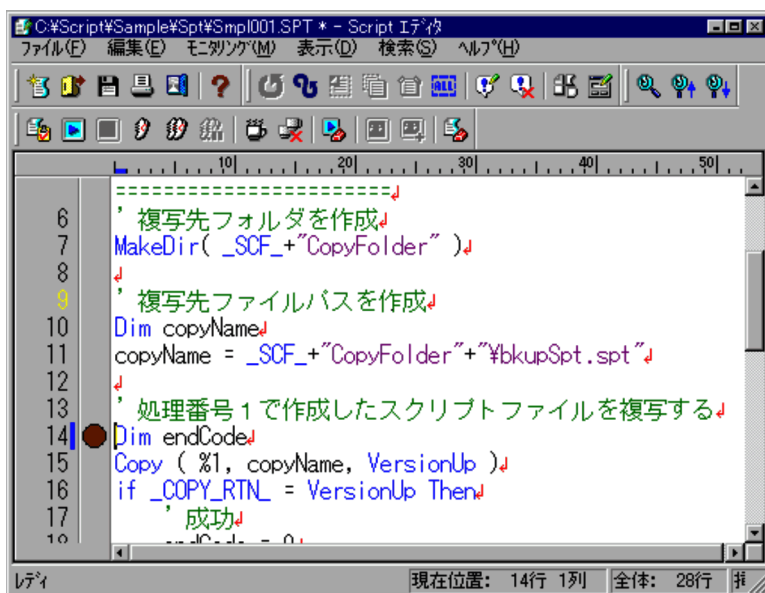 C:¥Script¥Sample¥Spt¥Smpl001.SPT * - Script ｴﾃﾞｨﾀ
ﾌｧｲﾙ(F) 編集(E) ﾓﾆﾀﾘﾝｸﾞ(M) 表示(D) 検索(S) ﾍﾙﾌﾟ(H)
ALL
10 20 30 40 50
=======================
6 ' 複写先フォルダを作成
7 MakeDir( _SCF_+"CopyFolder" )
8
9 ' 複写先ファイルパスを作成
10 Dim copyName
11 copyName = _SCF_+"CopyFolder"+"¥bkupSpt.spt"
12
13 ' 処理番号１で作成したスクリプトファイルを複写する
14 Dim endCode
15 Copy ( %1, copyName, VersionUp )
16 if _COPY_RTN_ = VersionUp Then
17 ' 成功
18 endCode = 0
ﾚﾃﾞｨ 現在位置: 14行 1列 全体: 28行